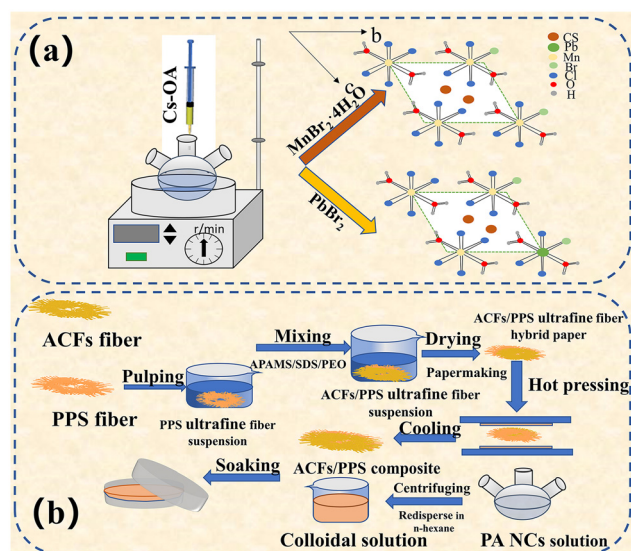 (a)
Cs-OA
r/min
b
c
MnBr₂·4H₂O
PbBr₂
CS
Pb
Mn
Br
Cl
O
H
ACFs fiber
PPS fiber
Pulping
PPS ultrafine fiber
suspension
Mixing
APAMS/SDS/PEO
ACFs/PPS ultrafine fiber
suspension
Drying
Papermaking
ACFs/PPS ultrafine fiber
hybrid paper
Hot pressing
Cooling
ACFs/PPS composite
Soaking
Centrifuging
Redisperse in
n-hexane
Colloidal solution
PA NCs solution
(b)